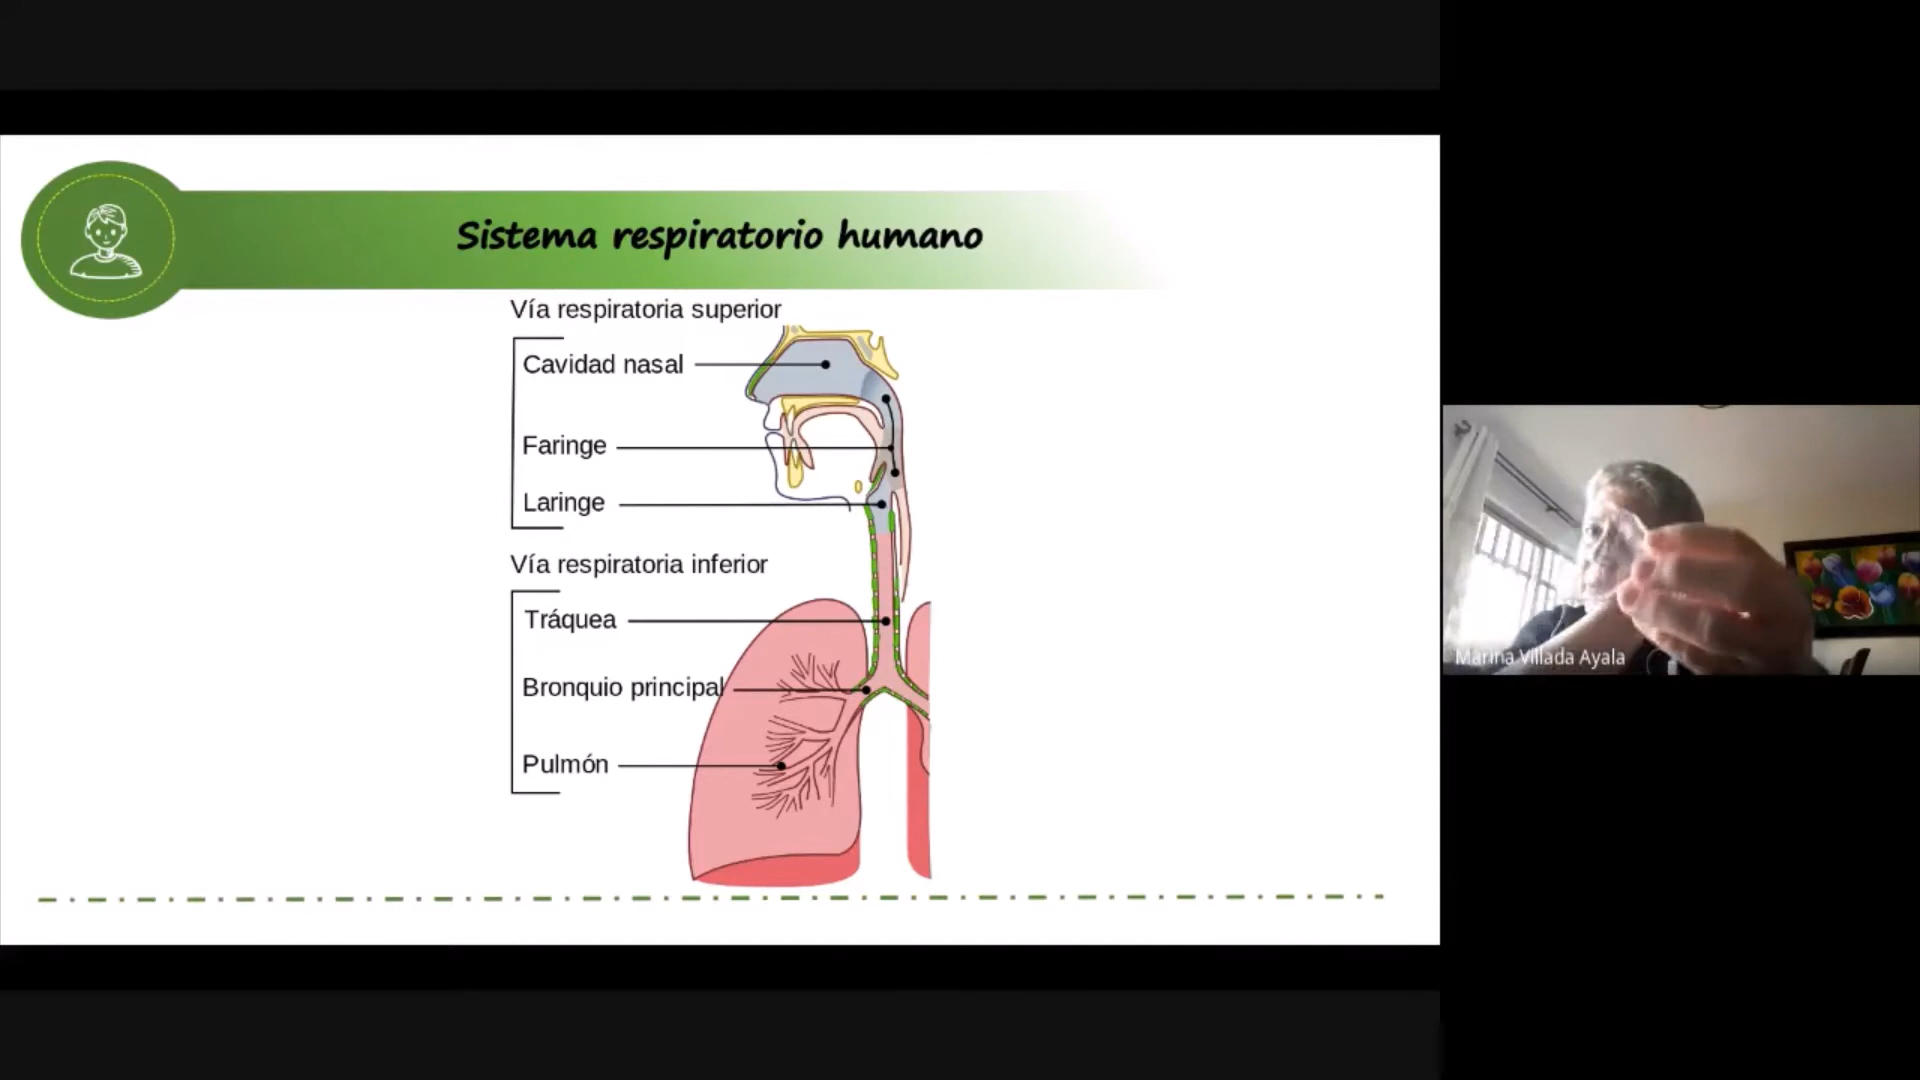 Sistema respiratorio humano
Vía respiratoria superior
Cavidad nasal
Faringe
Laringe
Vía respiratoria inferior
Tráquea
Bronquio principal
Pulmón
Marina Villada Ayala